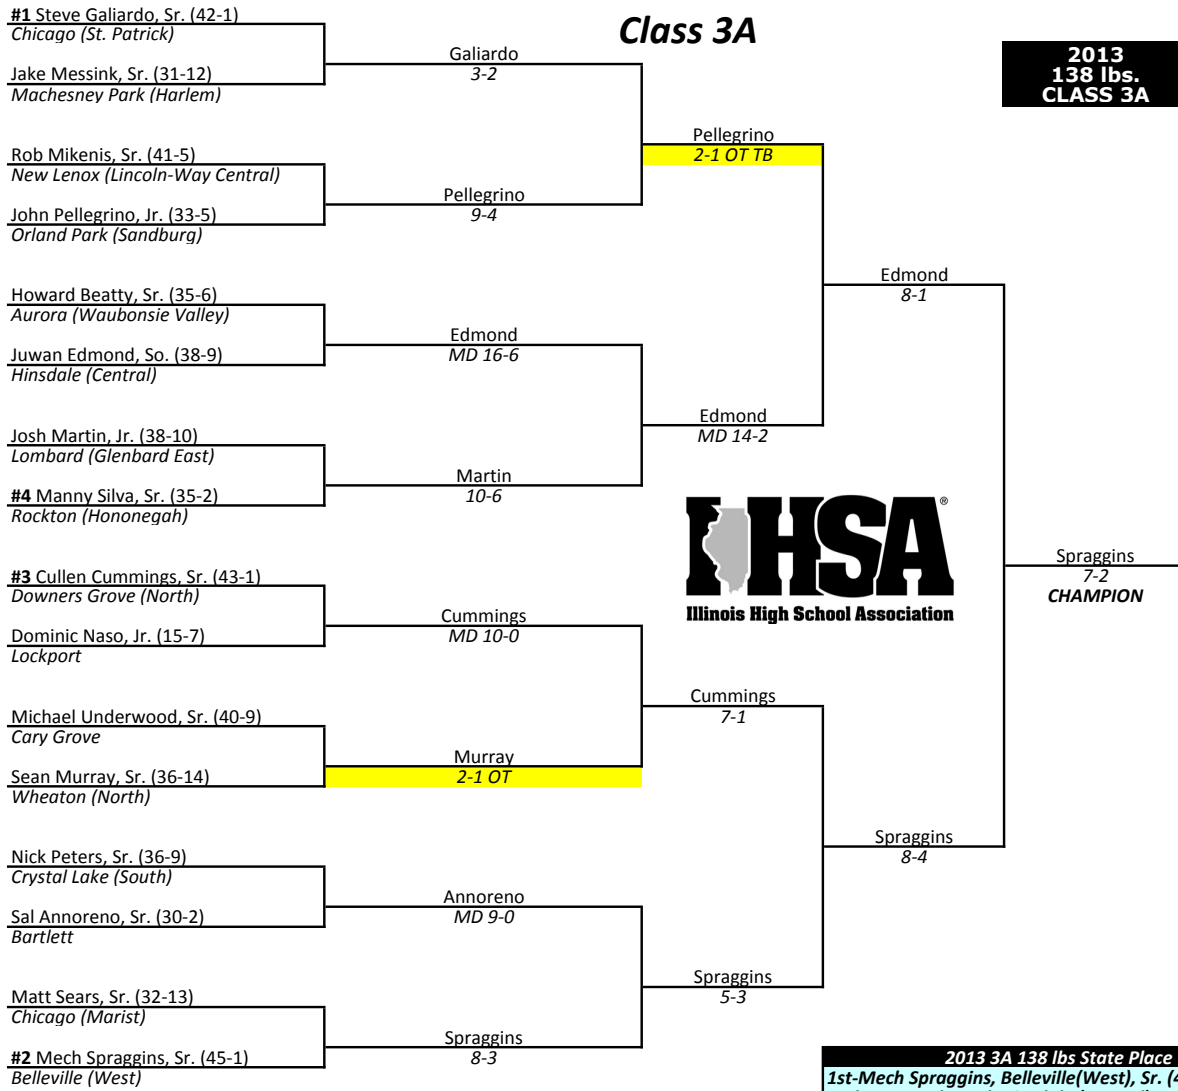 Class 3A
2013
138 lbs.
CLASS 3A
#1 Steve Galiardo, Sr. (42-1)
Chicago (St. Patrick)
Galiardo
3-2
Jake Messink, Sr. (31-12)
Machesney Park (Harlem)
Pellegrino
2-1 OT TB
Rob Mikenis, Sr. (41-5)
New Lenox (Lincoln-Way Central)
Pellegrino
9-4
John Pellegrino, Jr. (33-5)
Orland Park (Sandburg)
Edmond
8-1
Howard Beatty, Sr. (35-6)
Aurora (Waubonsie Valley)
Edmond
MD 16-6
Juwan Edmond, So. (38-9)
Hinsdale (Central)
Edmond
MD 14-2
Josh Martin, Jr. (38-10)
Lombard (Glenbard East)
Martin
10-6
#4 Manny Silva, Sr. (35-2)
Rockton (Hononegah)
IHSA®
Illinois High School Association
Spraggins
7-2
CHAMPION
#3 Cullen Cummings, Sr. (43-1)
Downers Grove (North)
Cummings
MD 10-0
Dominic Naso, Jr. (15-7)
Lockport
Cummings
7-1
Michael Underwood, Sr. (40-9)
Cary Grove
Murray
2-1 OT
Sean Murray, Sr. (36-14)
Wheaton (North)
Spraggins
8-4
Nick Peters, Sr. (36-9)
Crystal Lake (South)
Annoreno
MD 9-0
Sal Annoreno, Sr. (30-2)
Bartlett
Spraggins
5-3
Matt Sears, Sr. (32-13)
Chicago (Marist)
Spraggins
8-3
#2 Mech Spraggins, Sr. (45-1)
Belleville (West)
2013 3A 138 lbs State Place
1st-Mech Spraggins, Belleville(West), Sr. (4